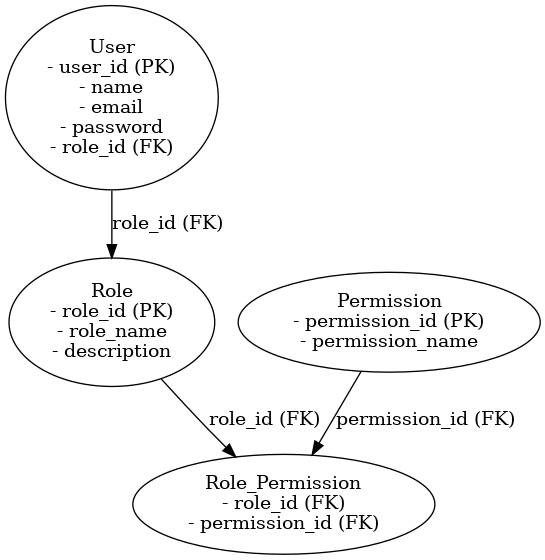 User
- user_id (PK)
- name
- email
- password
- role_id (FK)
role_id (FK)
Role
- role_id (PK)
- role_name
- description
Permission
- permission_id (PK)
- permission_name
role_id (FK)
permission_id (FK)
Role_Permission
- role_id (FK)
- permission_id (FK)